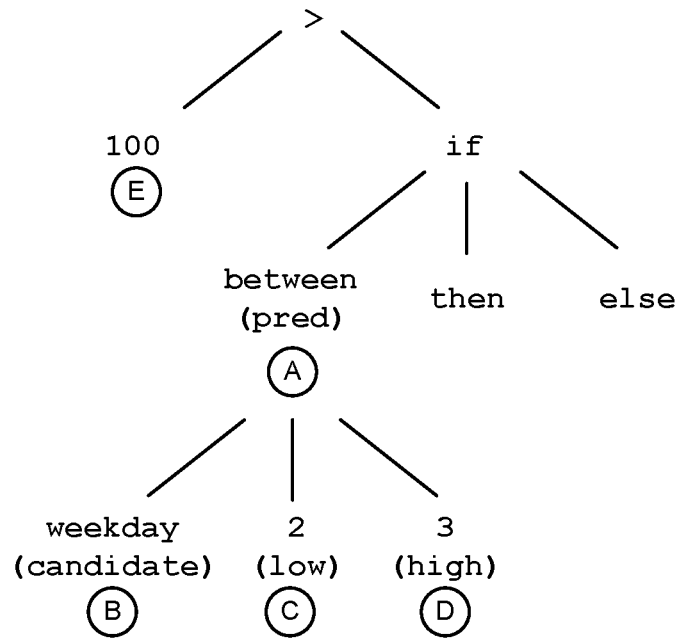 >
100 if
E
between
(pred) then else
A
weekday 2 3
(candidate) (low) (high)
B C D